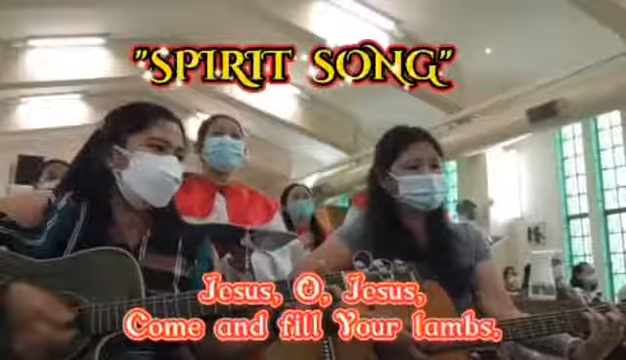 "SPIRIT SONG"
Jesus, O, Jesus,
Come and fill Your lambs.